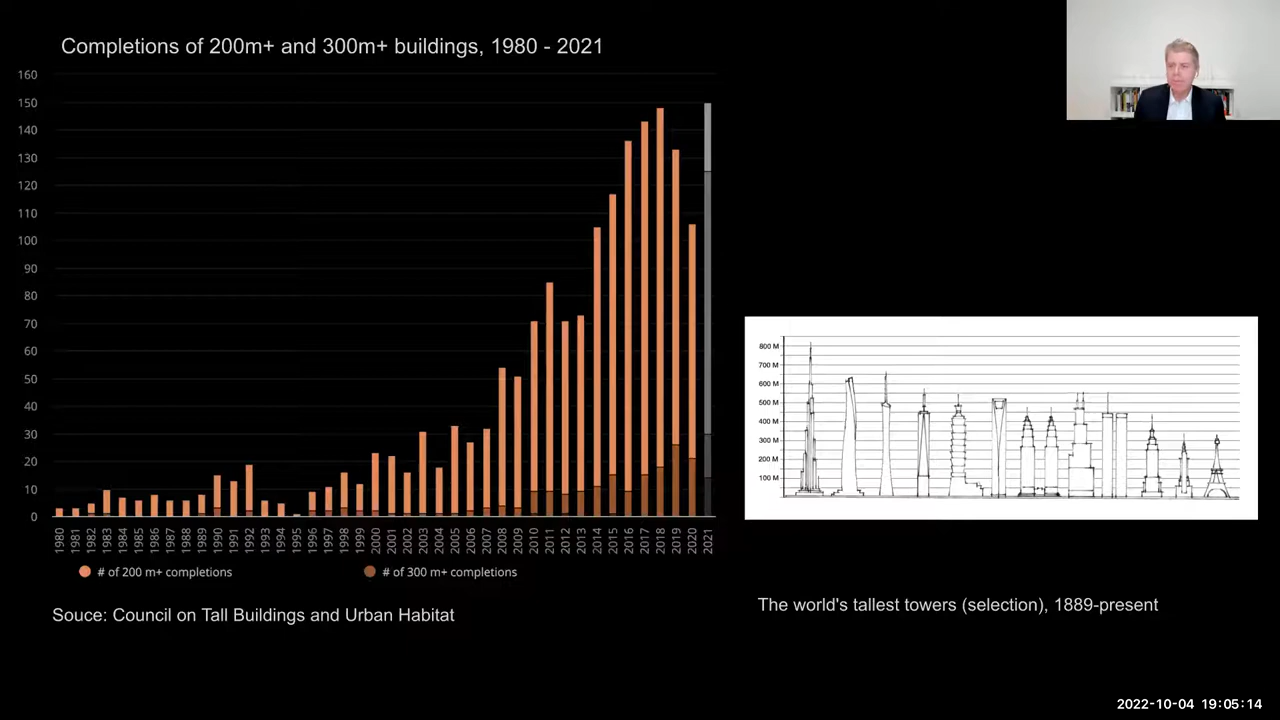 Completions of 200m+ and 300m+ buildings, 1980 - 2021
160
150
140
130
120
110
100
90
80
70
60
50
40
30
20
10
0
1980 1981 1982 1983 1984 1985 1986 1987 1988 1989 1990 1991 1992 1993 1994 1995 1996 1997 1998 1999 2000 2001 2002 2003 2004 2005 2006 2007 2008 2009 2010 2011 2012 2013 2014 2015 2016 2017 2018 2019 2020 2021
# of 200 m+ completions # of 300 m+ completions
Souce: Council on Tall Buildings and Urban Habitat
800 M
700 M
600 M
500 M
400 M
300 M
200 M
100 M
The world's tallest towers (selection), 1889-present
2022-10-04 19:05:14